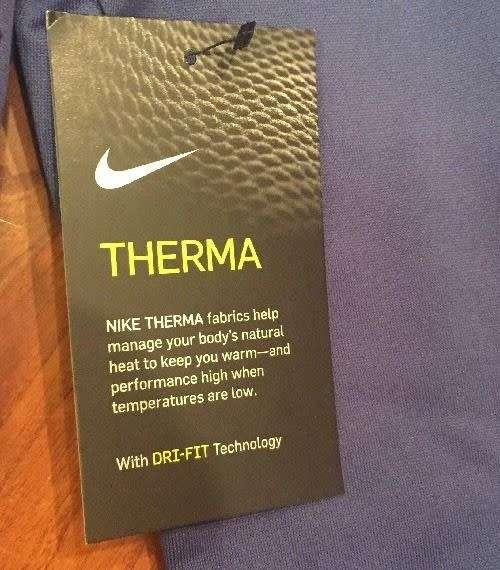 THERMA
NIKE THERMA fabrics help
manage your body's natural
heat to keep you warm—and
performance high when
temperatures are low.
With DRI-FIT Technology